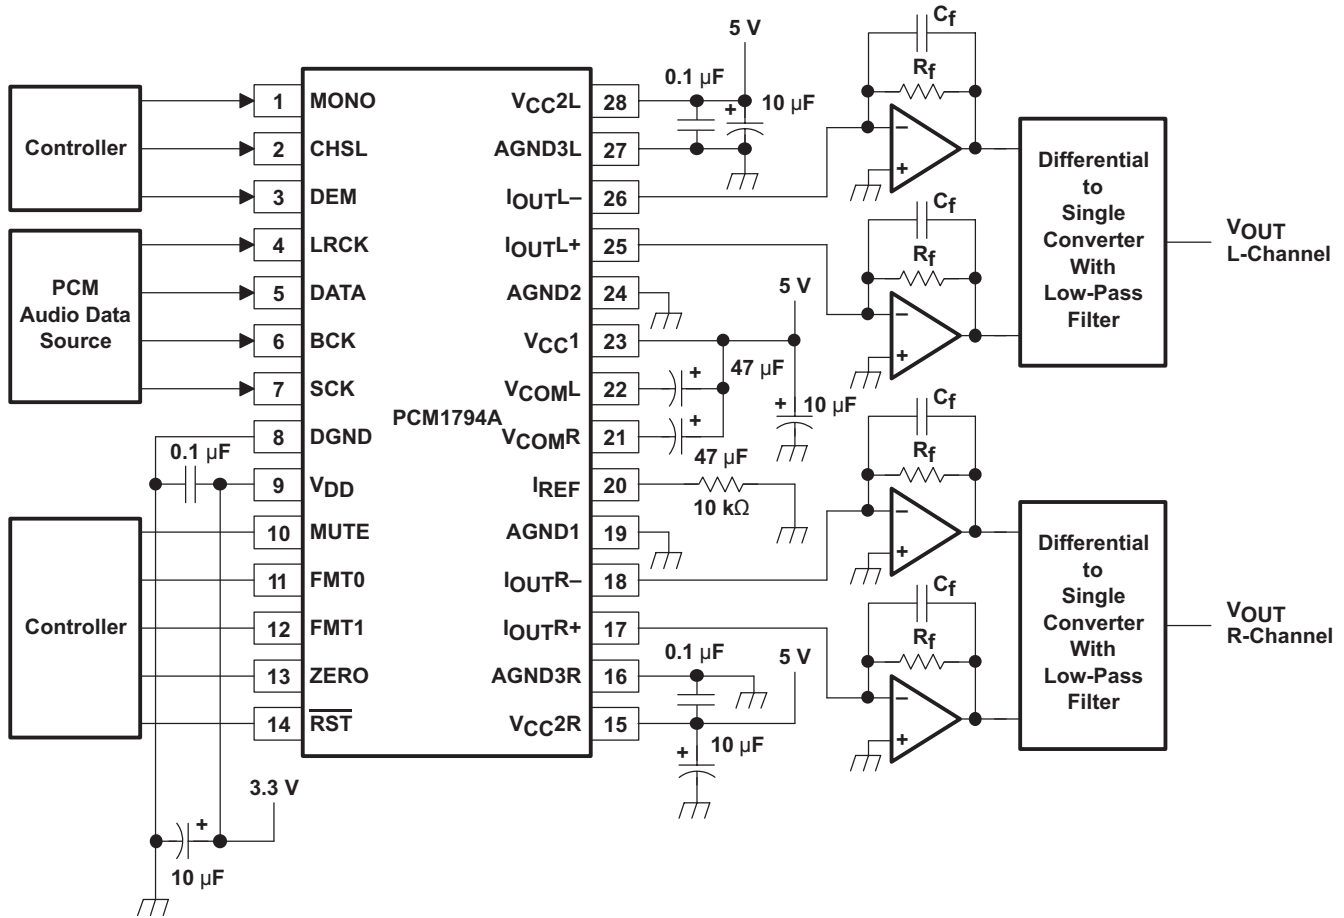 Controller
PCM
Audio Data
Source
Controller
1 MONO
2 CHSL
3 DEM
4 LRCK
5 DATA
6 BCK
7 SCK
8 DGND
9 VDD
10 MUTE
11 FMT0
12 FMT1
13 ZERO
14 RST
0.1 µF
3.3 V
+
10 µF
PCM1794A
VCC2L 28
AGND3L 27
IOUTL– 26
IOUTL+ 25
AGND2 24
VCC1 23
VCOML 22
VCOMR 21
IREF 20
AGND1 19
IOUTR– 18
IOUTR+ 17
AGND3R 16
VCC2R 15
5 V
0.1 µF
+
10 µF
5 V
47 µF
+
+
47 µF
+
10 µF
10 kΩ
0.1 µF
5 V
10 µF
+
Cf
Rf
–
+
Cf
Rf
–
+
Cf
Rf
–
+
Cf
Rf
–
+
Differential
to
Single
Converter
With
Low-Pass
Filter
VOUT
L-Channel
Differential
to
Single
Converter
With
Low-Pass
Filter
VOUT
R-Channel